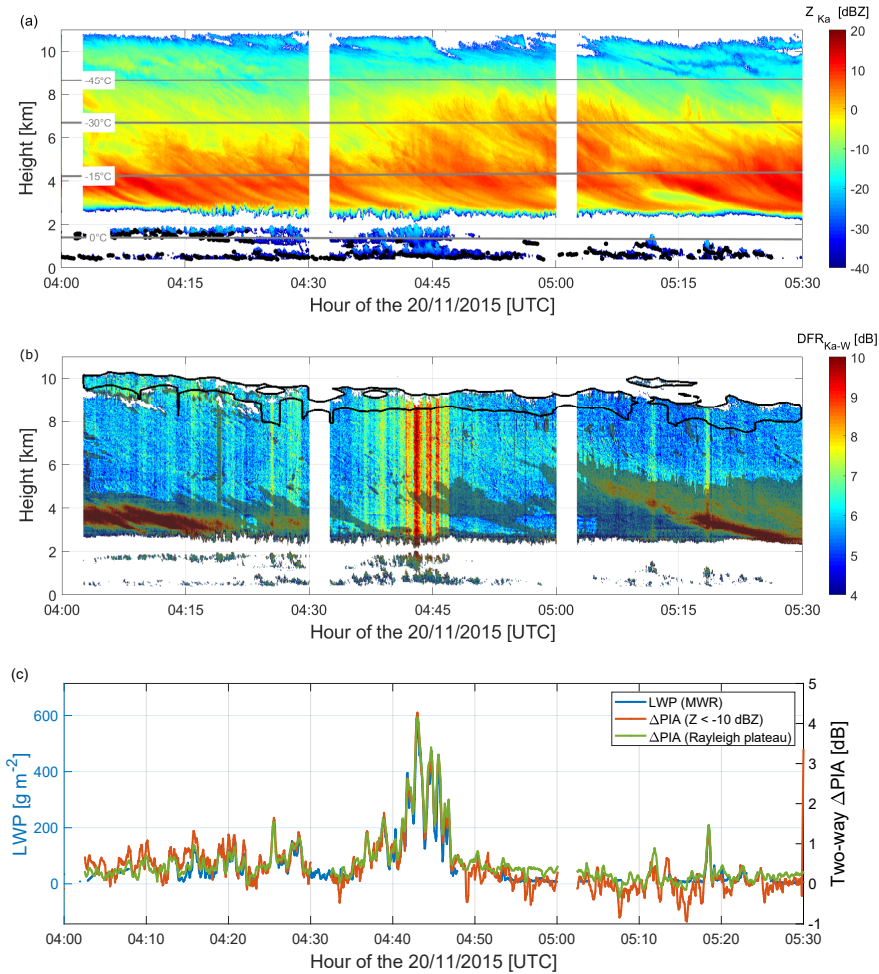 (a)
Z Ka [dBZ]
Height [km]
10
8
6
4
2
0
-45°C
-30°C
-15°C
0°C
20
10
0
-10
-20
-30
-40
04:00 04:15 04:30 04:45 05:00 05:15 05:30
Hour of the 20/11/2015 [UTC]
(b)
DFR Ka-W [dB]
Height [km]
10
8
6
4
2
0
10
9
8
7
6
5
4
04:00 04:15 04:30 04:45 05:00 05:15 05:30
Hour of the 20/11/2015 [UTC]
(c)
LWP [g m-2]
600
400
200
0
LWP (MWR)
ΔPIA (Z < -10 dBZ)
ΔPIA (Rayleigh plateau)
5
4
3
2
1
0
-1
Two-way ΔPIA [dB]
04:00 04:10 04:20 04:30 04:40 04:50 05:00 05:10 05:20 05:30
Hour of the 20/11/2015 [UTC]